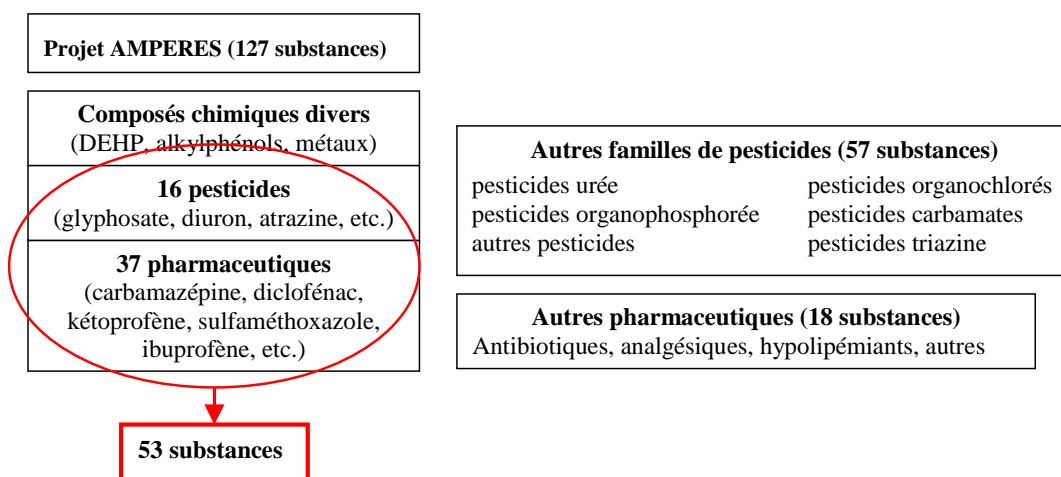 Projet AMPERES (127 substances)
Composés chimiques divers
(DEHP, alkylphénols, métaux)
16 pesticides
(glyphosate, diuron, atrazine, etc.)
37 pharmaceutiques
(carbamazépine, diclofénac,
kétoprofène, sulfaméthoxazole,
ibuprofène, etc.)
53 substances
Autres familles de pesticides (57 substances)
pesticides urée
pesticides organochlorés
pesticides organophosphorée
pesticides carbamates
autres pesticides
pesticides triazine
Autres pharmaceutiques (18 substances)
Antibiotiques, analgésiques, hypolipémiants, autres